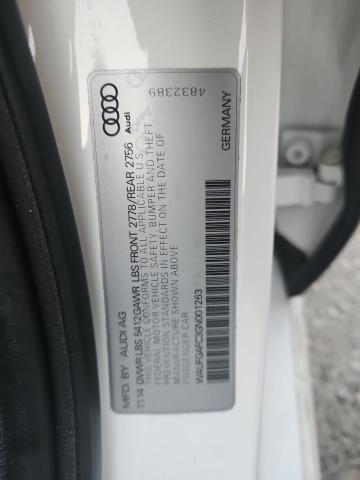 MFD BY AUDI AG
11.14 GVWR LBS 5412 GAWR LBS FRONT 2778/REAR 2756
THIS VEHICLE CONFORMS TO ALL APPLICABLE U.S.
FEDERAL MOTOR VEHICLE SAFETY, BUMPER AND THEFT
PREVENTION STANDARDS IN EFFECT ON THE DATE OF
MANUFACTURE SHOWN ABOVE
PASSENGER CAR
WAUFGAFC3GN001263
Audi
4832389
GERMANY